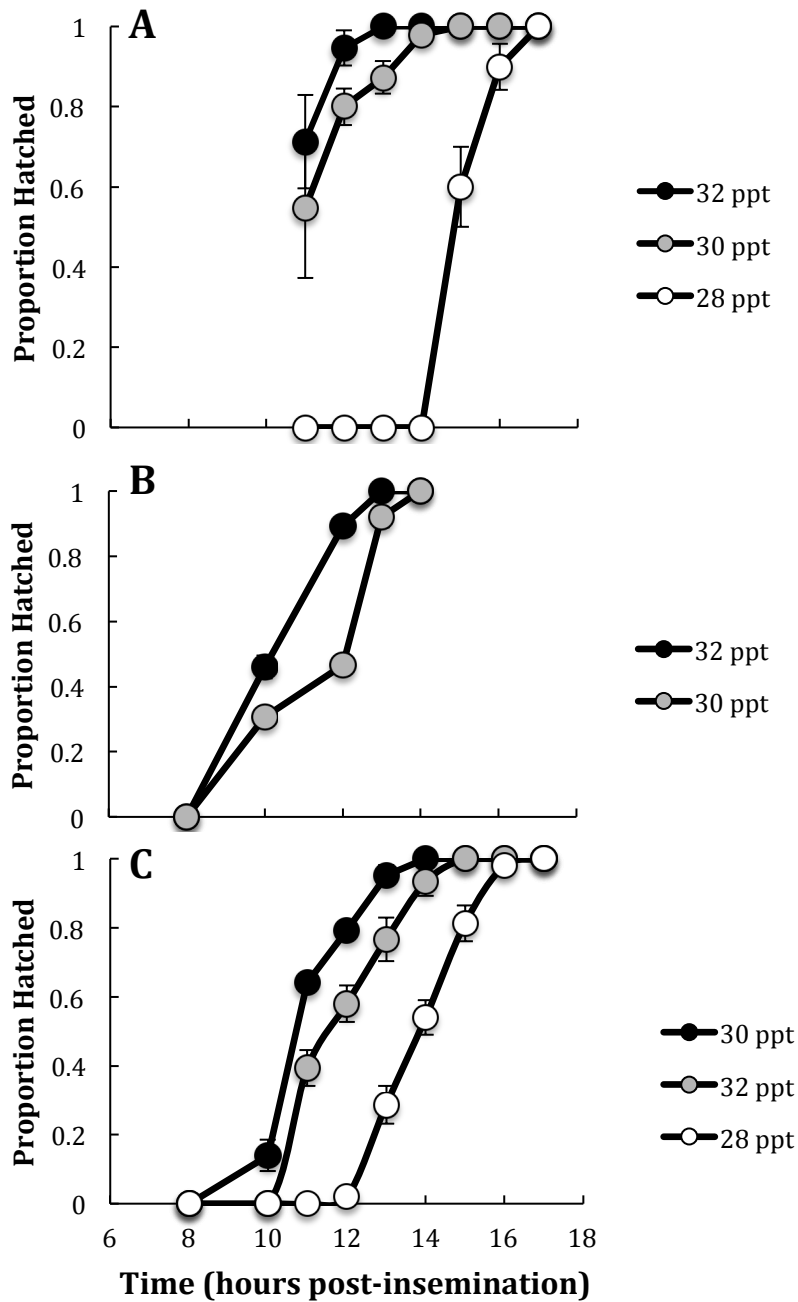 A
Proportion Hatched
1
0.8
0.6
0.4
0.2
0
32 ppt
30 ppt
28 ppt
B
Proportion Hatched
1
0.8
0.6
0.4
0.2
0
32 ppt
30 ppt
C
Proportion Hatched
1
0.8
0.6
0.4
0.2
0
30 ppt
32 ppt
28 ppt
6 8 10 12 14 16 18
Time (hours post-insemination)